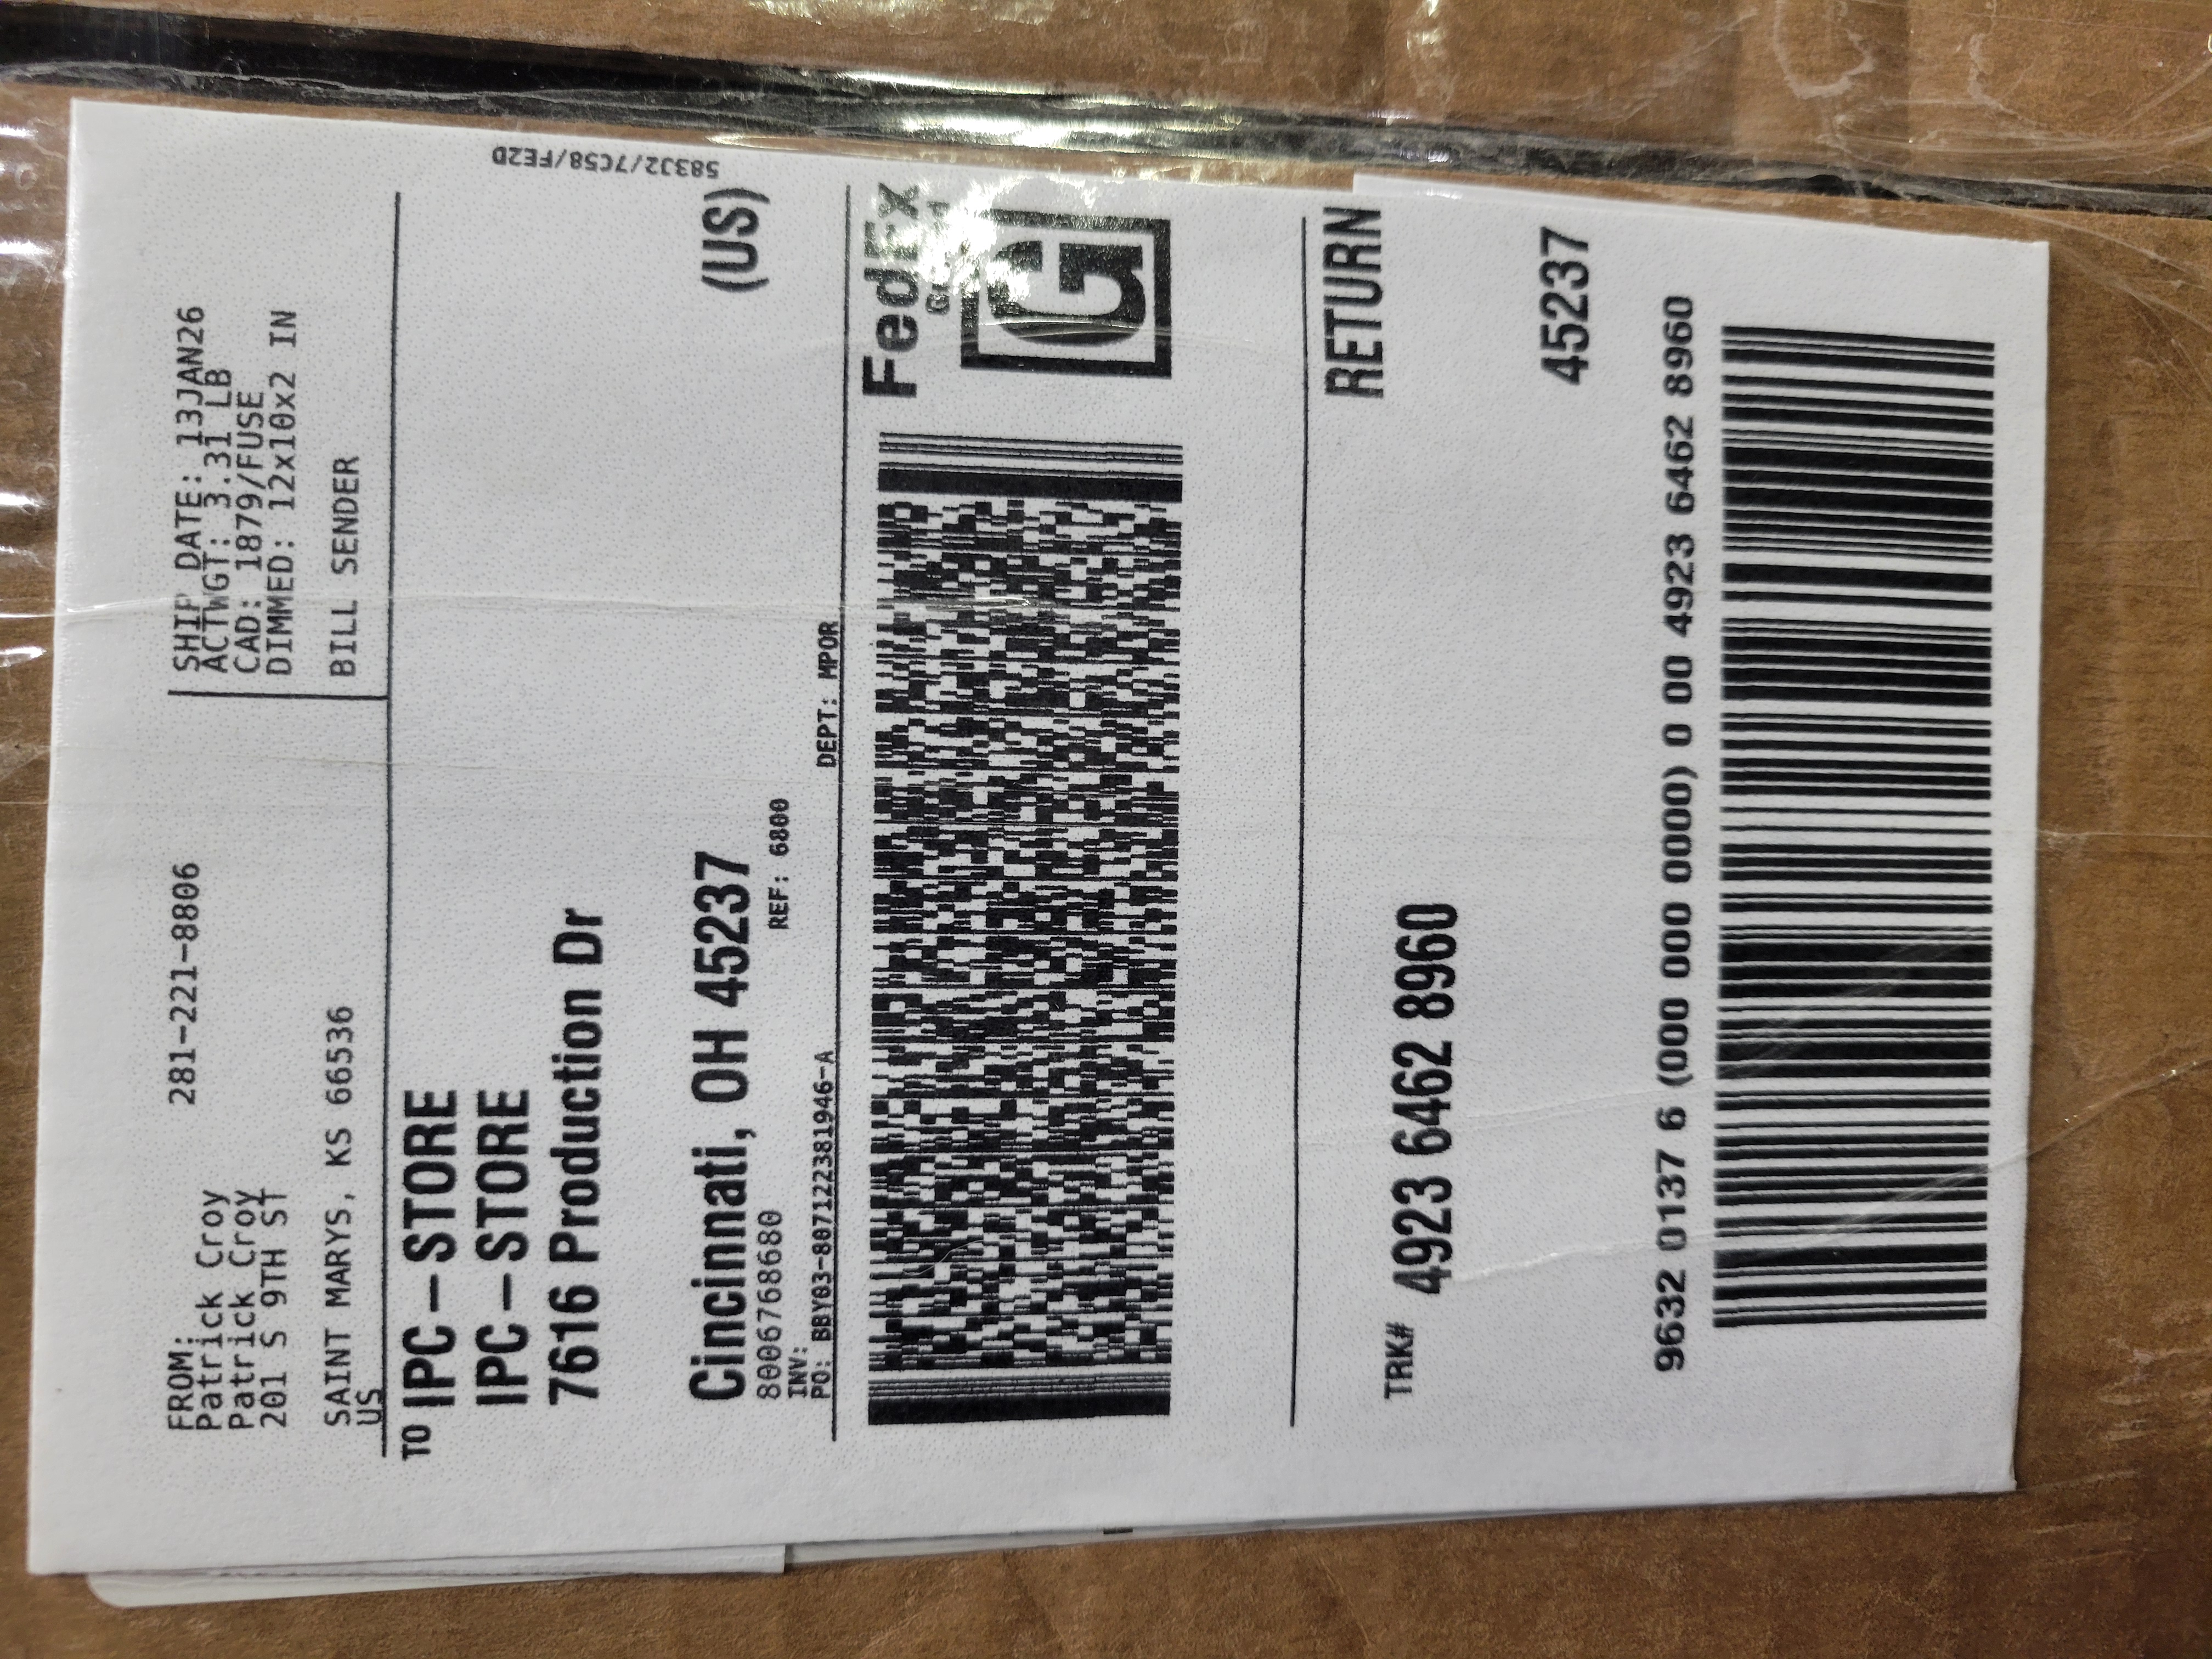 FROM:
Patrick Croy
Patrick Croy
201 S 9TH ST
281-221-8806
SAINT MARYS, KS 66536
US
SHIP DATE: 13JAN26
ACTWGT: 3.31 LB
CAD: 1879/FUSE
DIMMED: 12x10x2 IN
BILL SENDER
TO IPC-STORE
IPC-STORE
7616 Production Dr
Cincinnati, OH 45237
(US)
8006768680
REF: 6800
INV:
PO: BBY03-807122381946-A
DEPT: MPOR
583J2/7C58/FE2D
FedEx
Ground
G
RETURN
TRK# 4923 6462 8960
45237
9632 0137 6 (000 000 0000) 0 00 4923 6462 8960